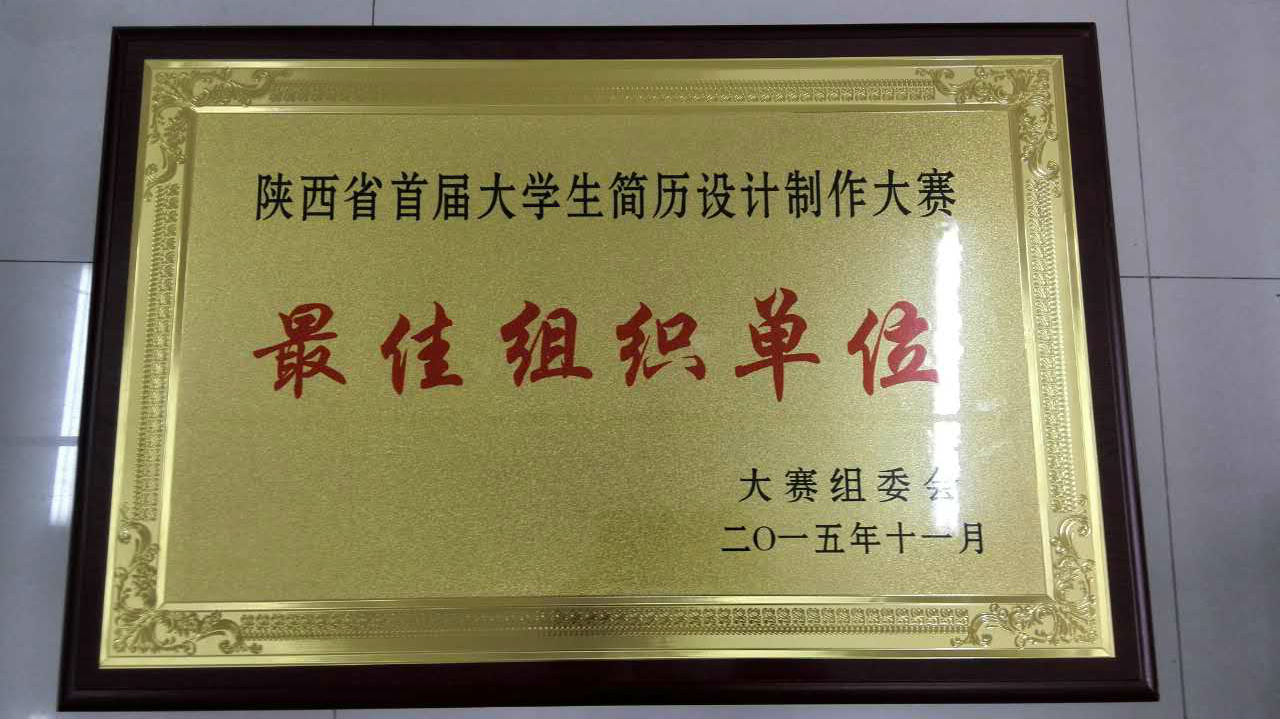 陕西省首届大学生简历设计制作大赛
最佳组织单位
大赛组委会
二O一五年十一月